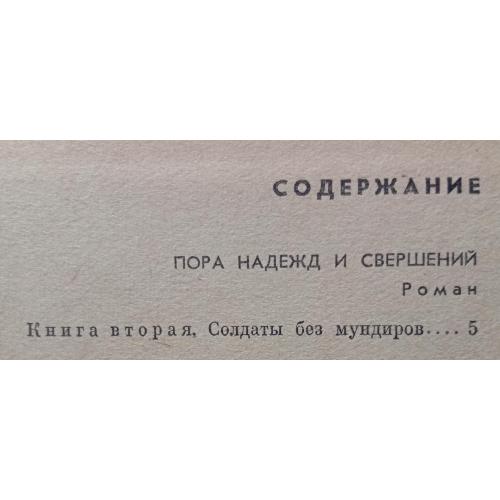 СОДЕРЖАНИЕ
ПОРА НАДЕЖД И СВЕРШЕНИЙ
Роман
Книга вторая, Солдаты без мундиров.... 5